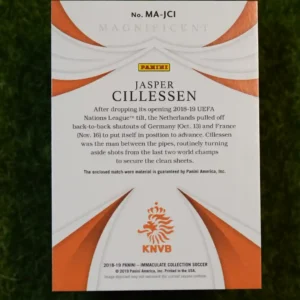 No. MA-JCI
MAGNIFICENT
PANINI
JASPER
CILLESSEN
After dropping its opening 2018-19 UEFA
Nations League™ tilt, the Netherlands pulled off
back-to-back shutouts of Germany (Oct. 13) and France
(Nov. 16) to put itself in position to advance. Cillessen
was the man between the pipes, routinely turning
aside shots from the last two world champs
to secure the clean sheets.
The enclosed match-worn material is guaranteed by Panini America, Inc.
KNVB
2018-19 PANINI—IMMACULATE COLLECTION SOCCER
© 2019 Panini America, Inc. Printed in the USA.